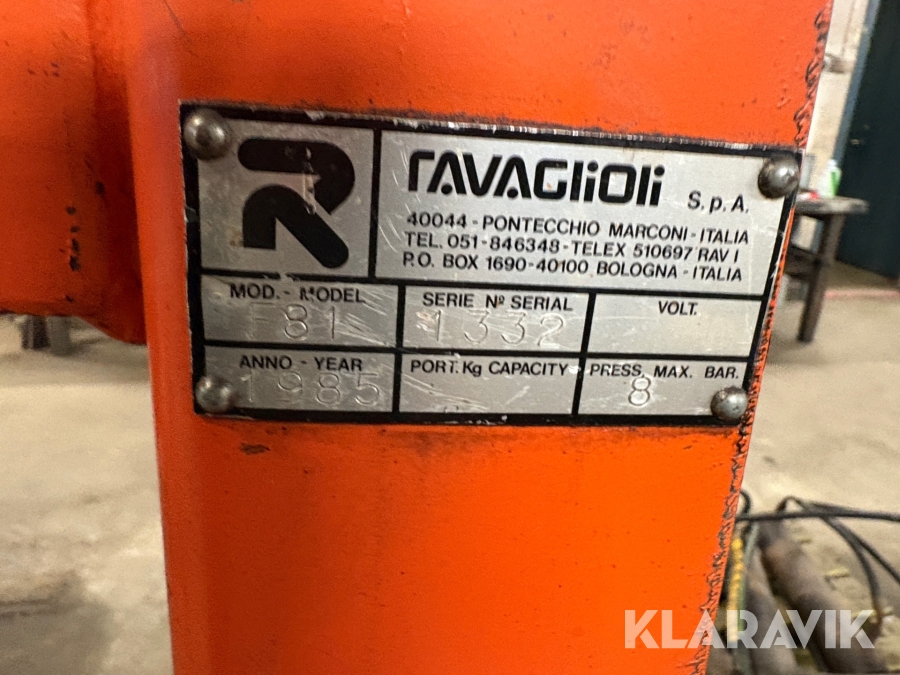 R
RAVAGLIOLI S.p.A.
40044 - PONTECCHIO MARCONI - ITALIA
TEL. 051-846348 - TELEX 510697 RAV I
P.O. BOX 1690 - 40100 BOLOGNA - ITALIA
MOD. - MODEL
81
SERIE Nº SERIAL
1332
VOLT.
ANNO - YEAR
1985
PORT. Kg CAPACITY
PRESS. MAX. BAR.
8
KLARAVIK